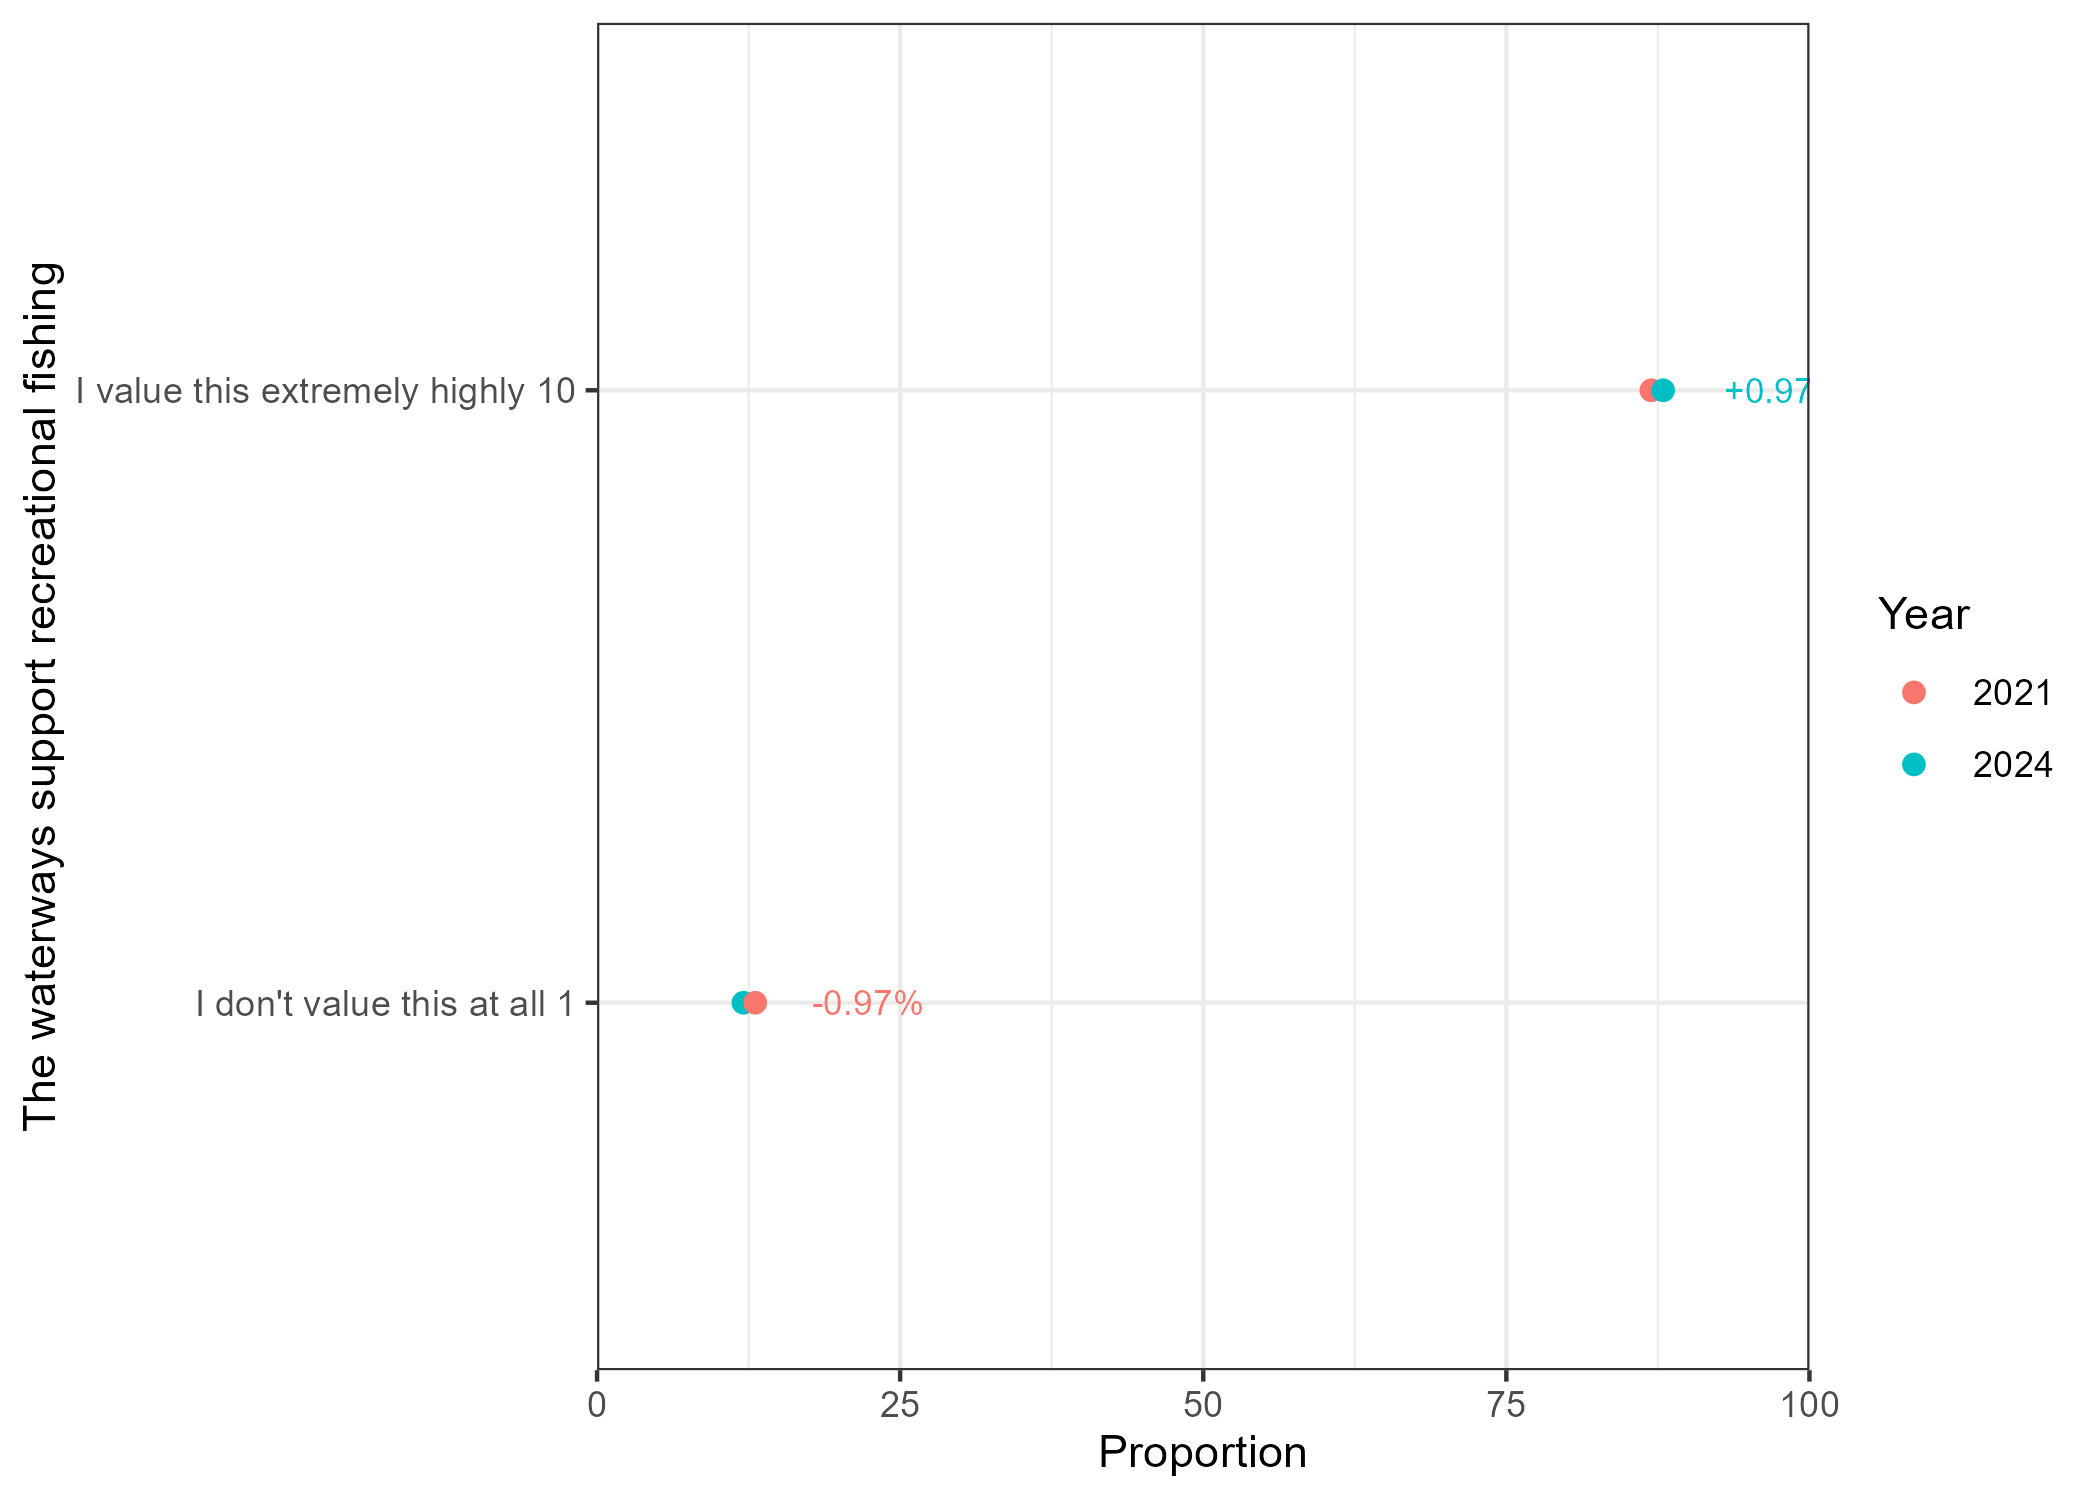 The waterways support recreational fishing
I value this extremely highly 10
+0.97
I don't value this at all 1
-0.97%
0
25
50
75
100
Proportion
Year
2021
2024